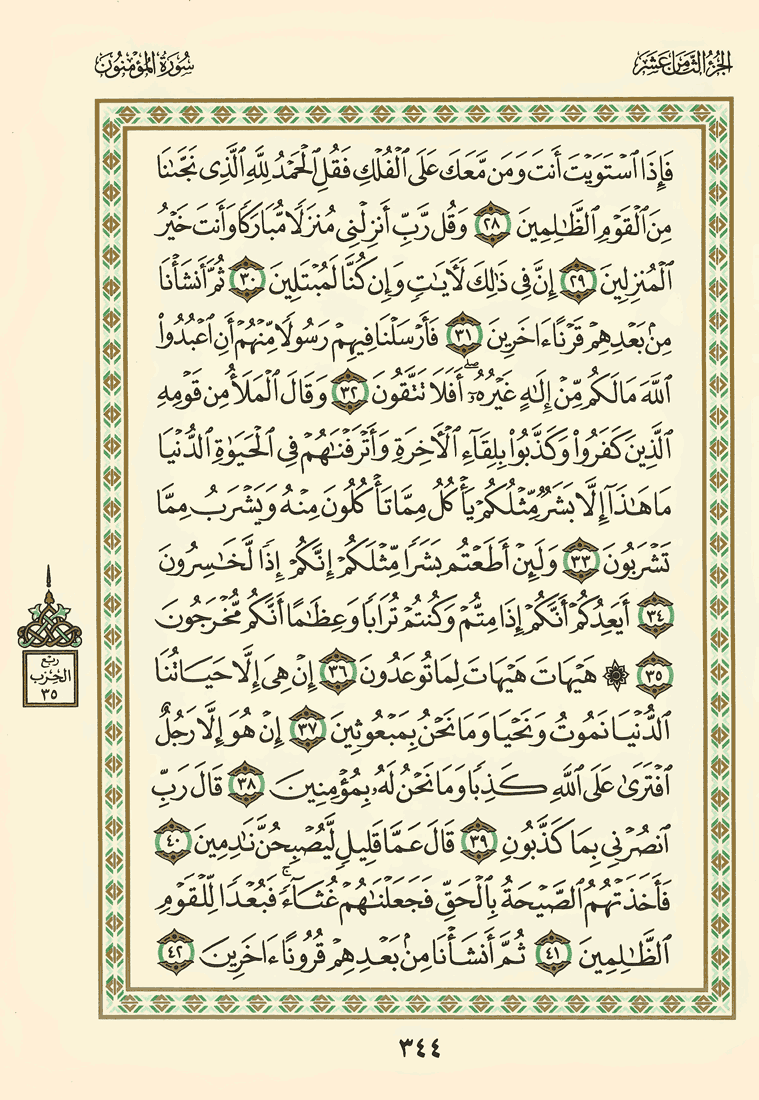 الجزء الثامن عشر
سورة المؤمنون
فَإِذَا ٱسْتَوَيْتَ أَنتَ وَمَن مَّعَكَ عَلَى ٱلْفُلْكِ فَقُلِ ٱلْحَمْدُ لِلَّهِ ٱلَّذِى نَجَّىٰنَا
مِنَ ٱلْقَوْمِ ٱلظَّـٰلِمِينَ ٢٨ وَقُل رَّبِّ أَنزِلْنِى مُنزَلًا مُّبَارَكًا وَأَنتَ خَيْرُ
ٱلْمُنزِلِينَ ٢٩ إِنَّ فِى ذَٰلِكَ لَـَٔايَـٰتٍ وَإِن كُنَّا لَمُبْتَلِينَ ٣٠ ثُمَّ أَنشَأْنَا
مِنۢ بَعْدِهِمْ قَرْنًا ءَاخَرِينَ ٣١ فَأَرْسَلْنَا فِيهِمْ رَسُولًا مِّنْهُمْ أَنِ ٱعْبُدُوا۟
ٱللَّهَ مَا لَكُم مِّنْ إِلَـٰهٍ غَيْرُهُۥٓ ۖ أَفَلَا تَتَّقُونَ ٣٢ وَقَالَ ٱلْمَلَأُ مِن قَوْمِهِ
ٱلَّذِينَ كَفَرُوا۟ وَكَذَّبُوا۟ بِلِقَآءِ ٱلْـَٔاخِرَةِ وَأَتْرَفْنَـٰهُمْ فِى ٱلْحَيَوٰةِ ٱلدُّنْيَا
مَا هَـٰذَآ إِلَّا بَشَرٌ مِّثْلُكُمْ يَأْكُلُ مِمَّا تَأْكُلُونَ مِنْهُ وَيَشْرَبُ مِمَّا
تَشْرَبُونَ ٣٣ وَلَئِنْ أَطَعْتُم بَشَرًا مِّثْلَكُمْ إِنَّكُمْ إِذًا لَّخَـٰسِرُونَ
٣٤ أَيَعِدُكُمْ أَنَّكُمْ إِذَا مِتُّمْ وَكُنتُمْ تُرَابًا وَعِظَـٰمًا أَنَّكُم مُّخْرَجُونَ
٣٥ ۞ هَيْهَاتَ هَيْهَاتَ لِمَا تُوعَدُونَ ٣٦ إِنْ هِىَ إِلَّا حَيَاتُنَا
ربع
الحزب
٣٥
ٱلدُّنْيَا نَمُوتُ وَنَحْيَا وَمَا نَحْنُ بِمَبْعُوثِينَ ٣٧ إِنْ هُوَ إِلَّا رَجُلٌ
ٱفْتَرَىٰ عَلَى ٱللَّهِ كَذِبًا وَمَا نَحْنُ لَهُۥ بِمُؤْمِنِينَ ٣٨ قَالَ رَبِّ
ٱنصُرْنِى بِمَا كَذَّبُونِ ٣٩ قَالَ عَمَّا قَلِيلٍ لَّيُصْبِحُنَّ نَـٰدِمِينَ ٤٠
فَأَخَذَتْهُمُ ٱلصَّيْحَةُ بِٱلْحَقِّ فَجَعَلْنَـٰهُمْ غُثَآءً ۚ فَبُعْدًا لِّلْقَوْمِ
ٱلظَّـٰلِمِينَ ٤١ ثُمَّ أَنشَأْنَا مِنۢ بَعْدِهِمْ قُرُونًا ءَاخَرِينَ ٤٢
٣٤٤